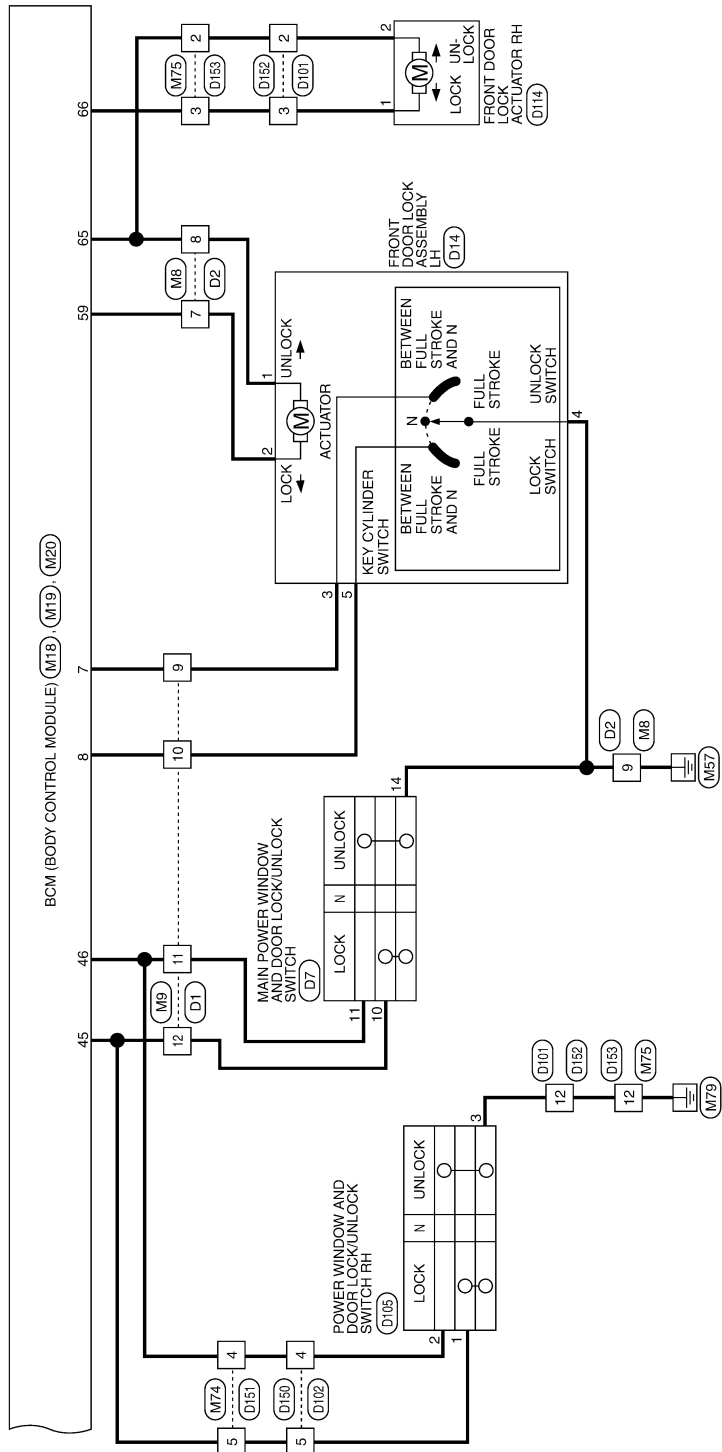 BCM (BODY CONTROL MODULE) M18 , M19 , M20
45
46
8
7
59
65
66
12
11
10
9
7
8
3
2
M9
D1
M8
D2
M75
D153
3
2
D152
D101
1
2
M
LOCK
UN-
LOCK
FRONT DOOR
LOCK
ACTUATOR RH
D114
FRONT
DOOR LOCK
ASSEMBLY
LH
D14
2
1
LOCK
UNLOCK
M
ACTUATOR
3
5
KEY CYLINDER
SWITCH
BETWEEN
FULL
STROKE
AND N
N
BETWEEN
FULL
STROKE
AND N
FULL
STROKE
FULL
STROKE
LOCK
SWITCH
UNLOCK
SWITCH
4
MAIN POWER WINDOW
AND DOOR LOCK/UNLOCK
SWITCH
D7
LOCK
N
UNLOCK
11
10
14
9
D2
M8
M57
POWER WINDOW AND
DOOR LOCK/UNLOCK
SWITCH RH
D105
LOCK
N
UNLOCK
2
1
3
5
4
M74
D151
5
4
D150
D102
12
D101
D152
12
D153
M75
M79